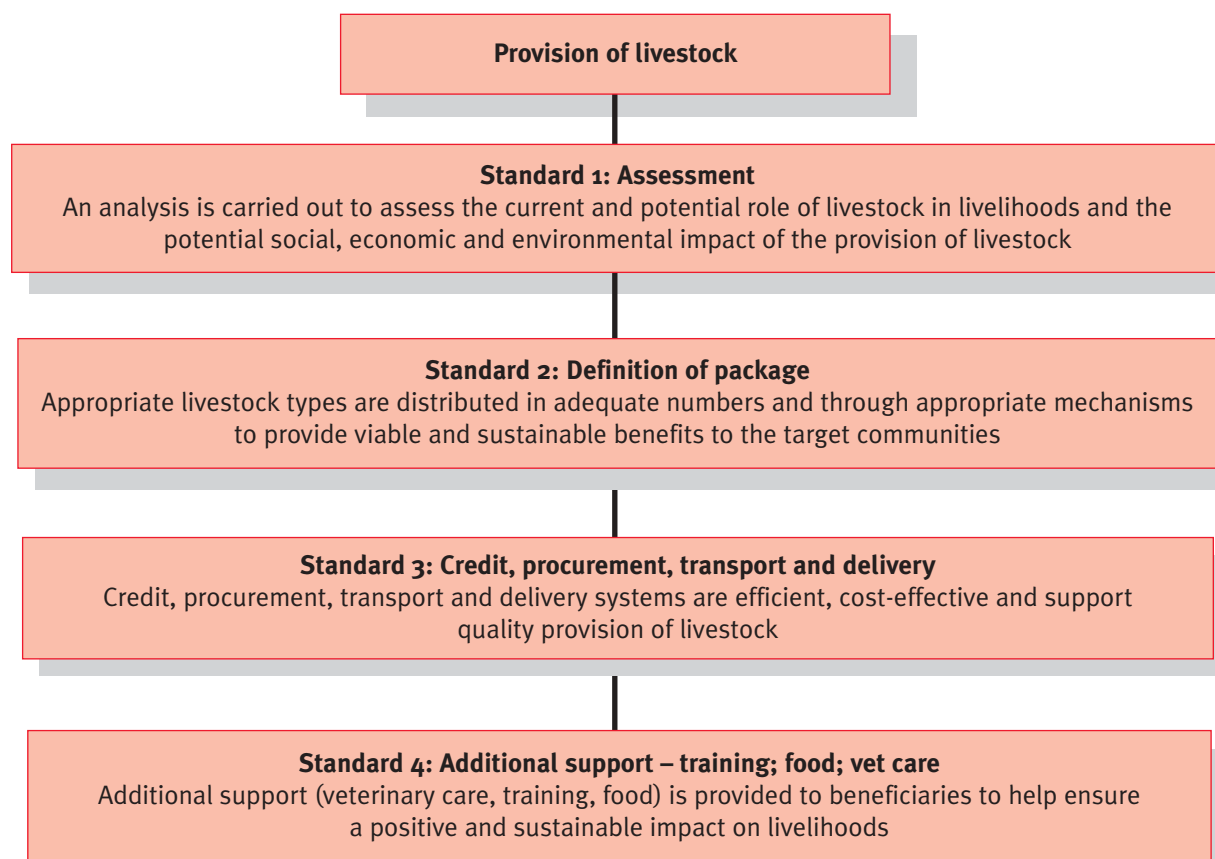 Provision of livestock
Standard 1: Assessment
An analysis is carried out to assess the current and potential role of livestock in livelihoods and the
potential social, economic and environmental impact of the provision of livestock
Standard 2: Definition of package
Appropriate livestock types are distributed in adequate numbers and through appropriate mechanisms
to provide viable and sustainable benefits to the target communities
Standard 3: Credit, procurement, transport and delivery
Credit, procurement, transport and delivery systems are efficient, cost-effective and support
quality provision of livestock
Standard 4: Additional support – training; food; vet care
Additional support (veterinary care, training, food) is provided to beneficiaries to help ensure
a positive and sustainable impact on livelihoods